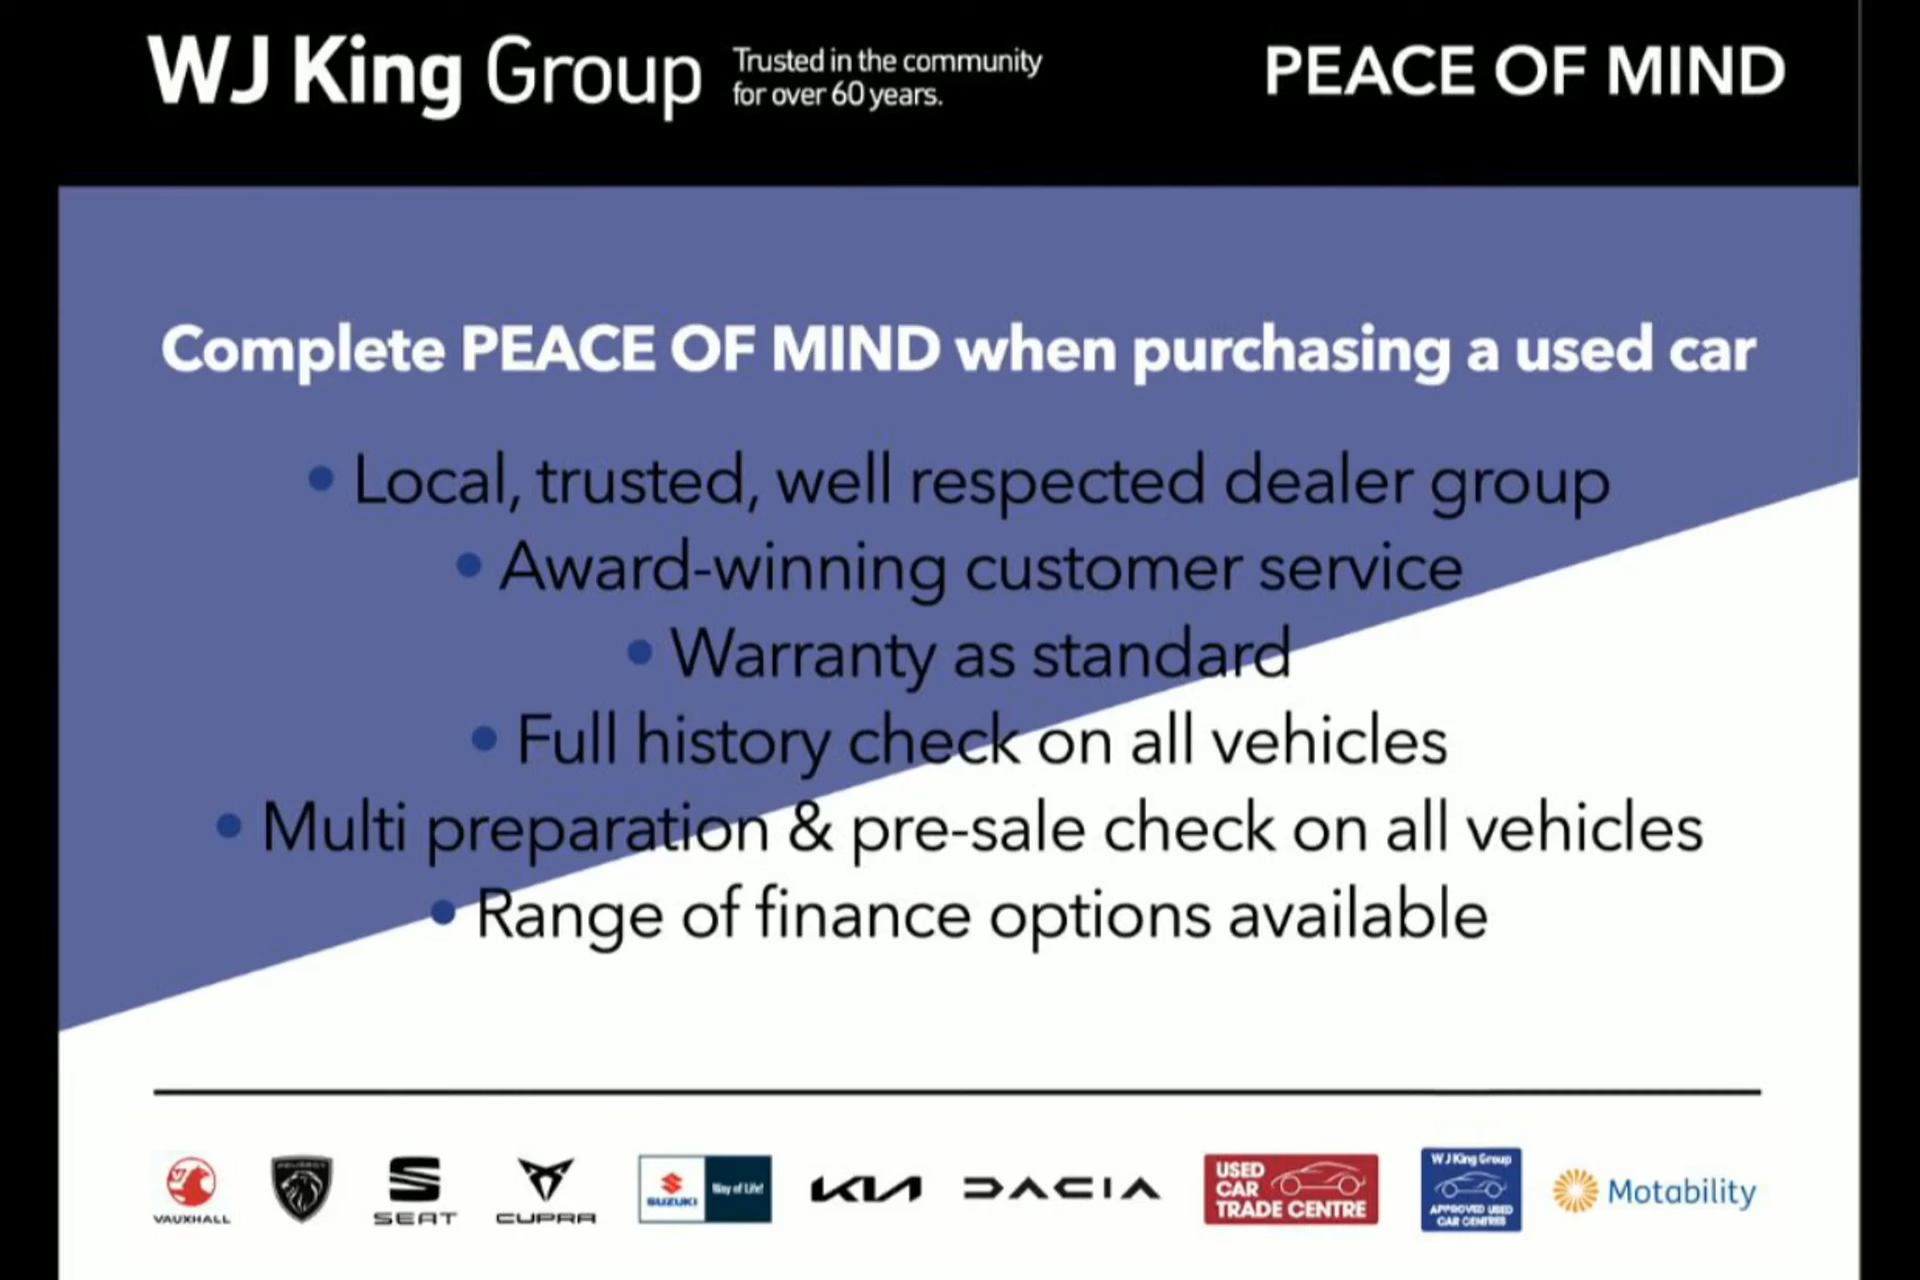 WJ King Group
Trusted in the community
for over 60 years.
PEACE OF MIND
Complete PEACE OF MIND when purchasing a used car
• Local, trusted, well respected dealer group
• Award-winning customer service
• Warranty as standard
• Full history check on all vehicles
• Multi preparation & pre-sale check on all vehicles
• Range of finance options available
VAUXHALL
PEUGEOT
SEAT
CUPRA
SUZUKI
Way of Life!
KIA
DACIA
USED
CAR
TRADE CENTRE
WJ King Group
APPROVED USED
CAR CENTRES
Motability